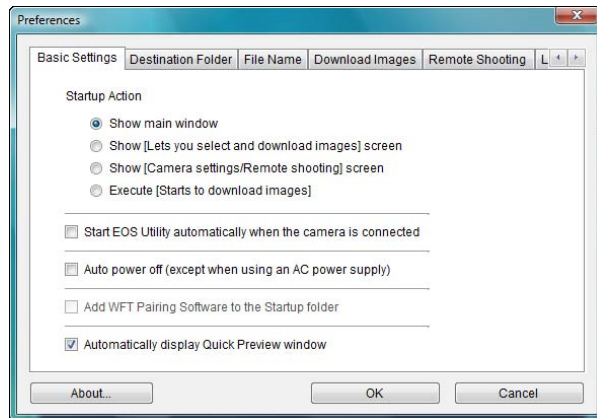 Preferences
Basic Settings Destination Folder File Name Download Images Remote Shooting L
Startup Action
Show main window
Show [Lets you select and download images] screen
Show [Camera settings/Remote shooting] screen
Execute [Starts to download images]
Start EOS Utility automatically when the camera is connected
Auto power off (except when using an AC power supply)
Add WFT Pairing Software to the Startup folder
Automatically display Quick Preview window
About... OK Cancel